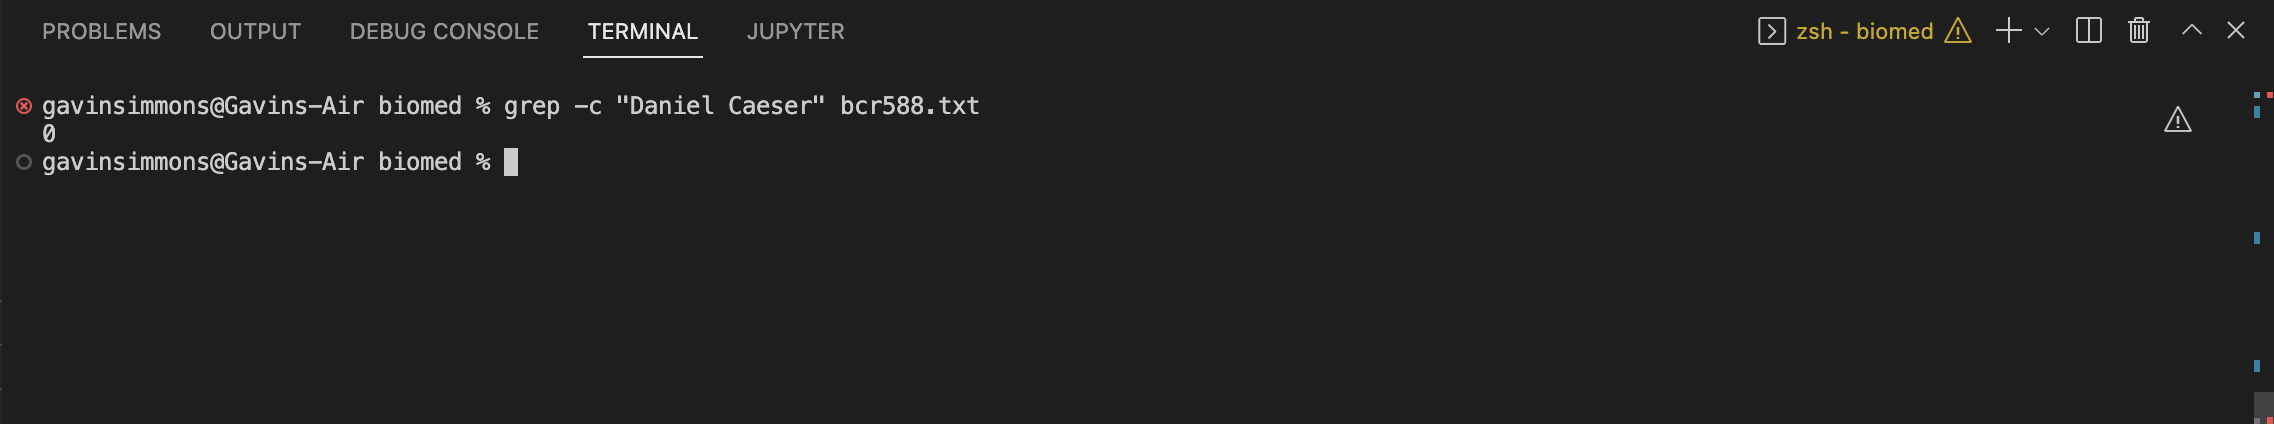 PROBLEMS OUTPUT DEBUG CONSOLE TERMINAL JUPYTER zsh - biomed
gavinsimmons@Gavins-Air biomed % grep -c "Daniel Caeser" bcr588.txt
0
gavinsimmons@Gavins-Air biomed %